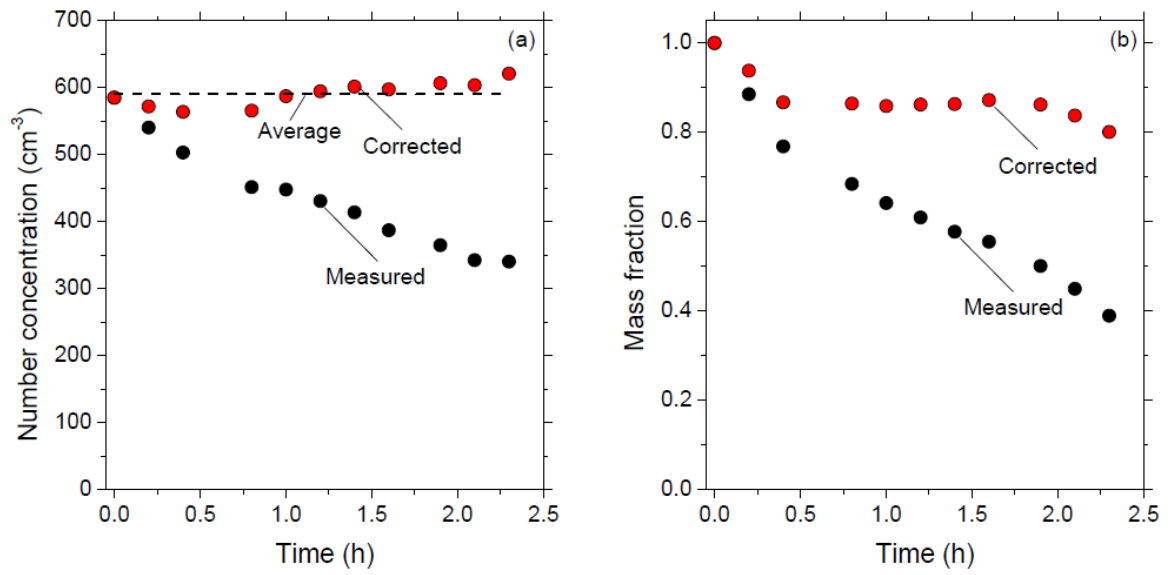 700
600
500
400
300
200
100
0
Number concentration (cm⁻³)
(a)
Average
Corrected
Measured
0.0 0.5 1.0 1.5 2.0 2.5
Time (h)
1.0
0.8
0.6
0.4
0.2
0.0
Mass fraction
(b)
Corrected
Measured
0.0 0.5 1.0 1.5 2.0 2.5
Time (h)